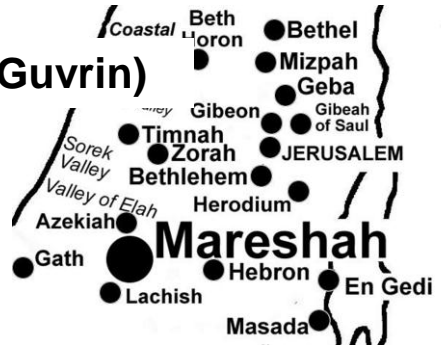 Coastal
Beth
Horon
Bethel
Mizpah
Guvrin)
Geba
Gibeon
Gibeah
of Saul
Timnah
Zorah
JERUSALEM
Sorek
Valley
Bethlehem
Valley of Elah
Herodium
Azekiah
Mareshah
Gath
Hebron
En Gedi
Lachish
Masada